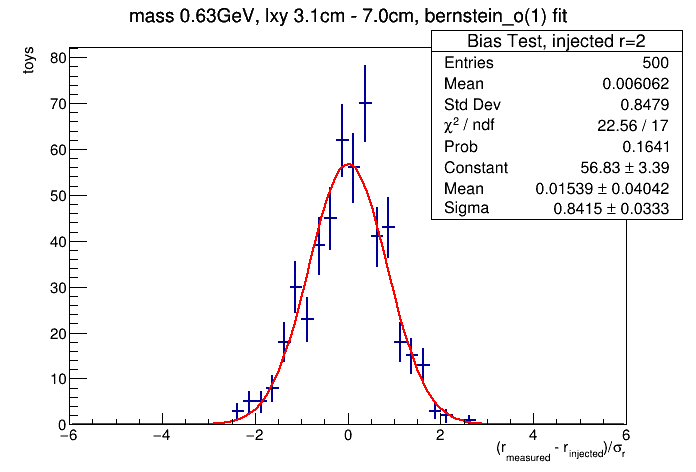 mass 0.63GeV, lxy 3.1cm - 7.0cm, bernstein_o(1) fit
Bias Test, injected r=2
Entries 500
Mean 0.006062
Std Dev 0.8479
χ² / ndf 22.56 / 17
Prob 0.1641
Constant 56.83 ± 3.39
Mean 0.01539 ± 0.04042
Sigma 0.8415 ± 0.0333
toys
80
70
60
50
40
30
20
10
0
−6 −4 −2 0 2 4 6
(r_measured - r_injected)/σ_r